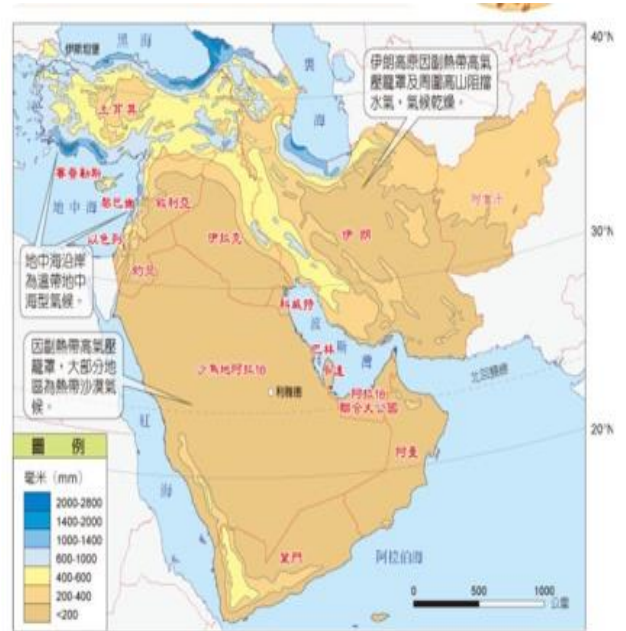 黑海
伊斯坦堡
裏海
40°N
伊朗高原因副熱帶高氣
壓籠罩及周圍高山阻擋
水氣，氣候乾燥。
土耳其
賽普勒斯
地中海
黎巴嫩
敘利亞
阿富汗
以色列
伊拉克
伊朗
30°N
地中海沿岸
為溫帶地中
海型氣候。
約旦
科威特
波斯灣
巴林
卡達
因副熱帶高氣壓
籠罩，大部分地
區為熱帶沙漠氣
候。
沙烏地阿拉伯
利雅德
北回歸線
阿拉伯
聯合大公國
20°N
紅海
阿曼
葉門
阿拉伯海
圖例
毫米（mm）
2000-2800
1400-2000
1000-1400
600-1000
400-600
200-400
<200
0 500 1000
公里